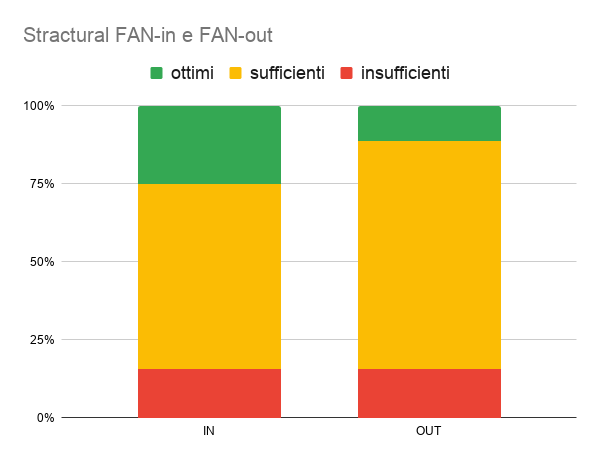 Stractural FAN-in e FAN-out
ottimi sufficienti insufficienti
100%
75%
50%
25%
0%
IN OUT